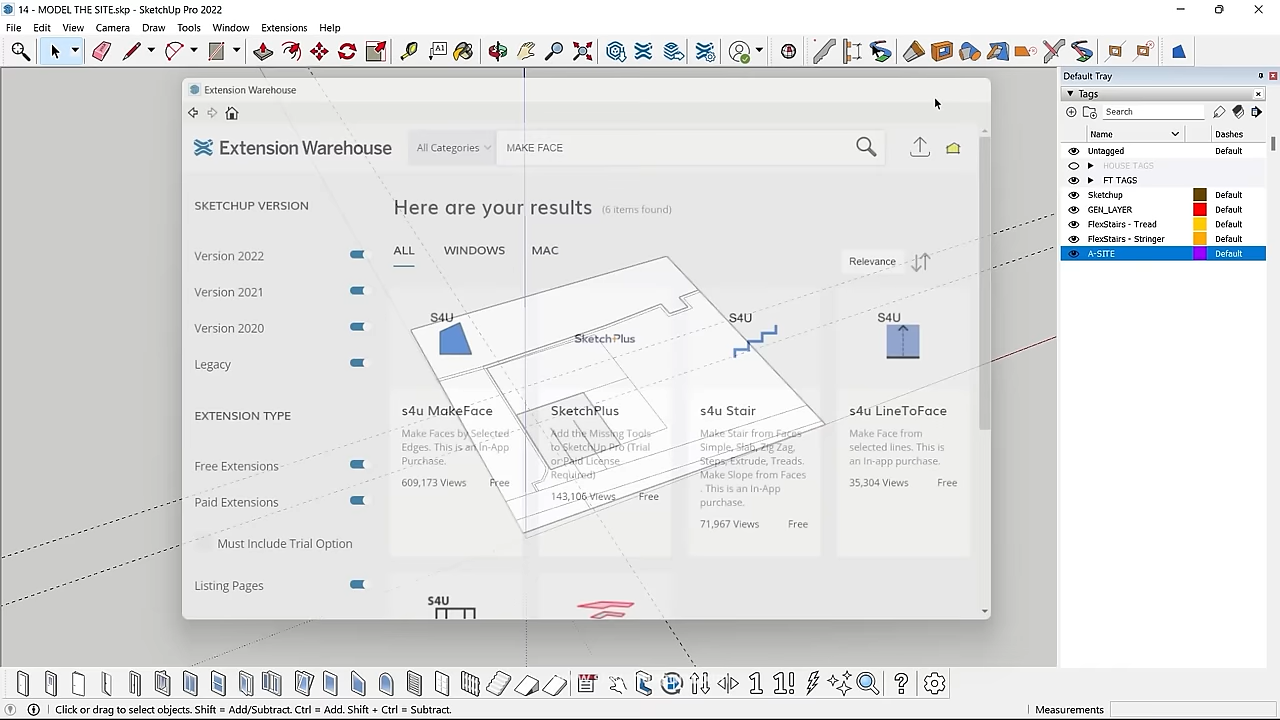 14 - MODEL THE SITE.skp - SketchUp Pro 2022
File Edit View Camera Draw Tools Window Extensions Help
Default Tray
Tags
Search
Name Dashes
Untagged Default
HOUSE TAGS
FT TAGS
Sketchup Default
GEN_LAYER Default
FlexStairs - Tread Default
FlexStairs - Stringer Default
A-SITE Default
Extension Warehouse
Extension Warehouse All Categories MAKE FACE
SKETCHUP VERSION
Version 2022
Version 2021
Version 2020
Legacy
EXTENSION TYPE
Free Extensions
Paid Extensions
Must Include Trial Option
Listing Pages
Here are your results (6 items found)
ALL WINDOWS MAC
Relevance
S4U
s4u MakeFace
Make Faces by Selected
Edges. This is an In-App
Purchase.
609,173 Views Free
SketchPlus
SketchPlus
Add the Missing Tools
to SketchUp Pro (Trial
or Paid License
Required)
143,106 Views Free
S4U
s4u Stair
Make Stair from Faces
Simple, Slab, Zig Zag,
Steps, Extrude, Treads.
Make Slope from Faces
. This is an In-App
purchase.
71,967 Views Free
S4U
s4u LineToFace
Make Face from
selected lines. This is
an In-app purchase.
35,304 Views Free
S4U
Click or drag to select objects. Shift = Add/Subtract. Ctrl = Add. Shift + Ctrl = Subtract.
Measurements